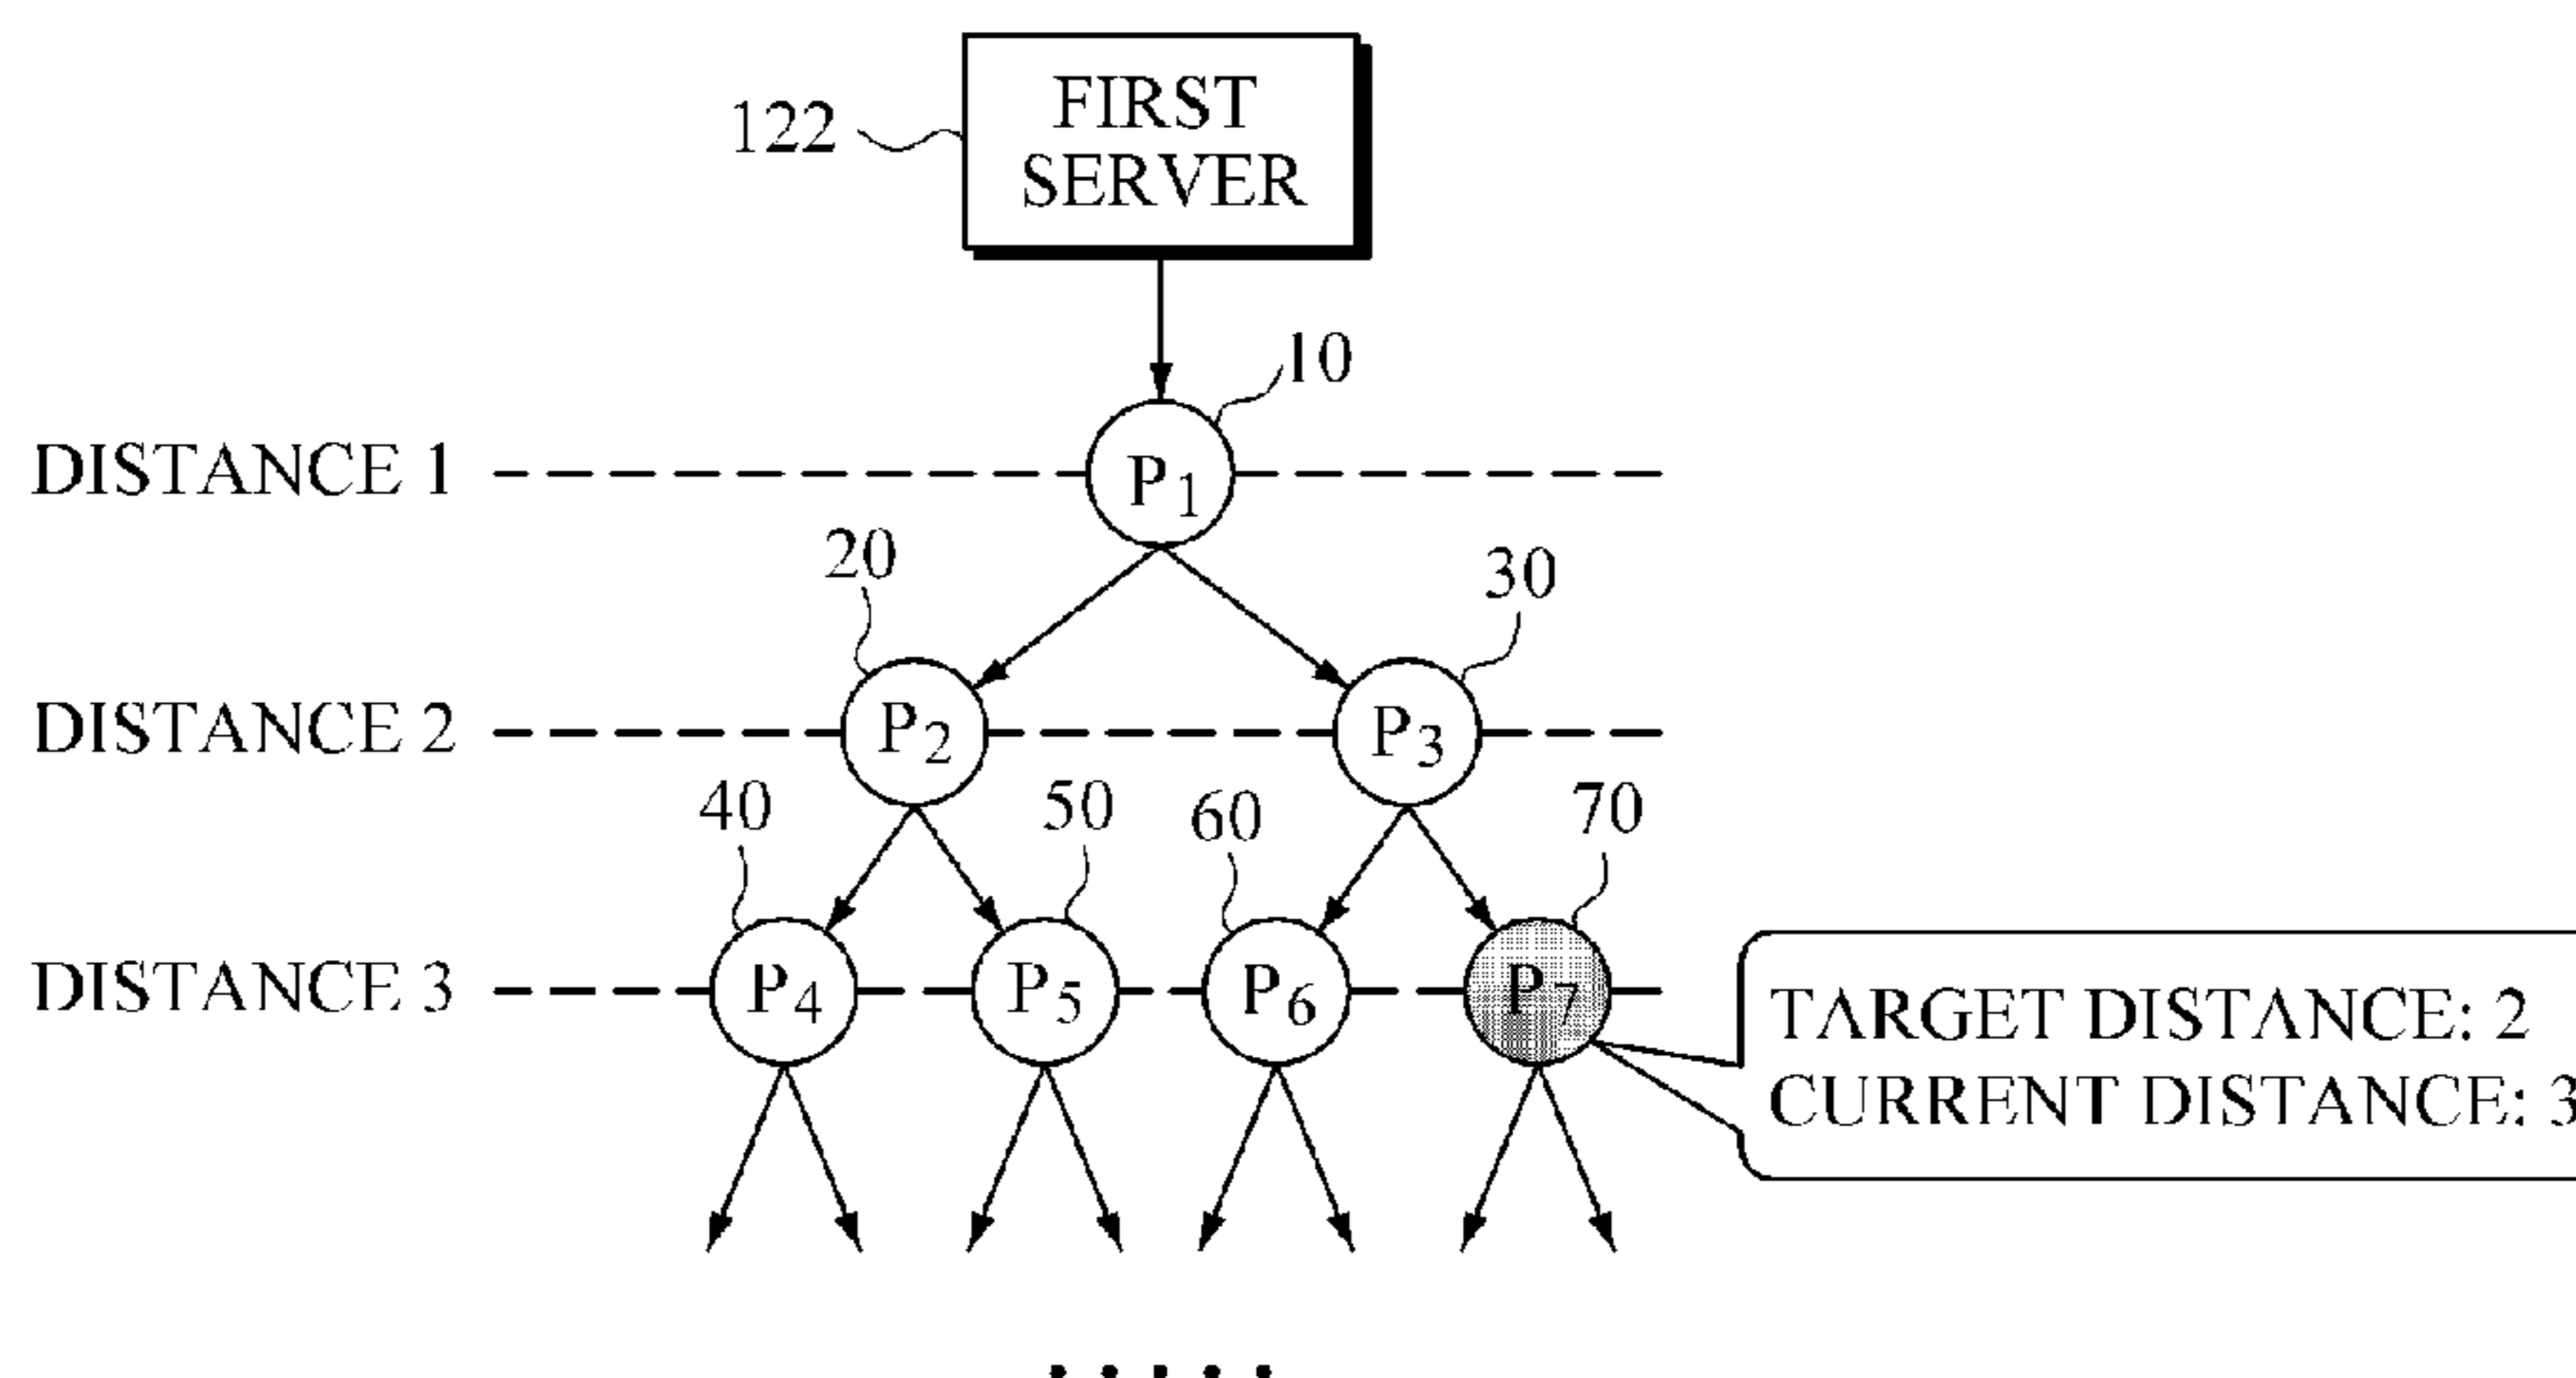 FIRST
SERVER
122
10
DISTANCE 1
P1
20
30
DISTANCE 2
P2
P3
40
50
60
70
DISTANCE 3
P4
P5
P6
P7
TARGET DISTANCE: 2
CURRENT DISTANCE: 3
.....